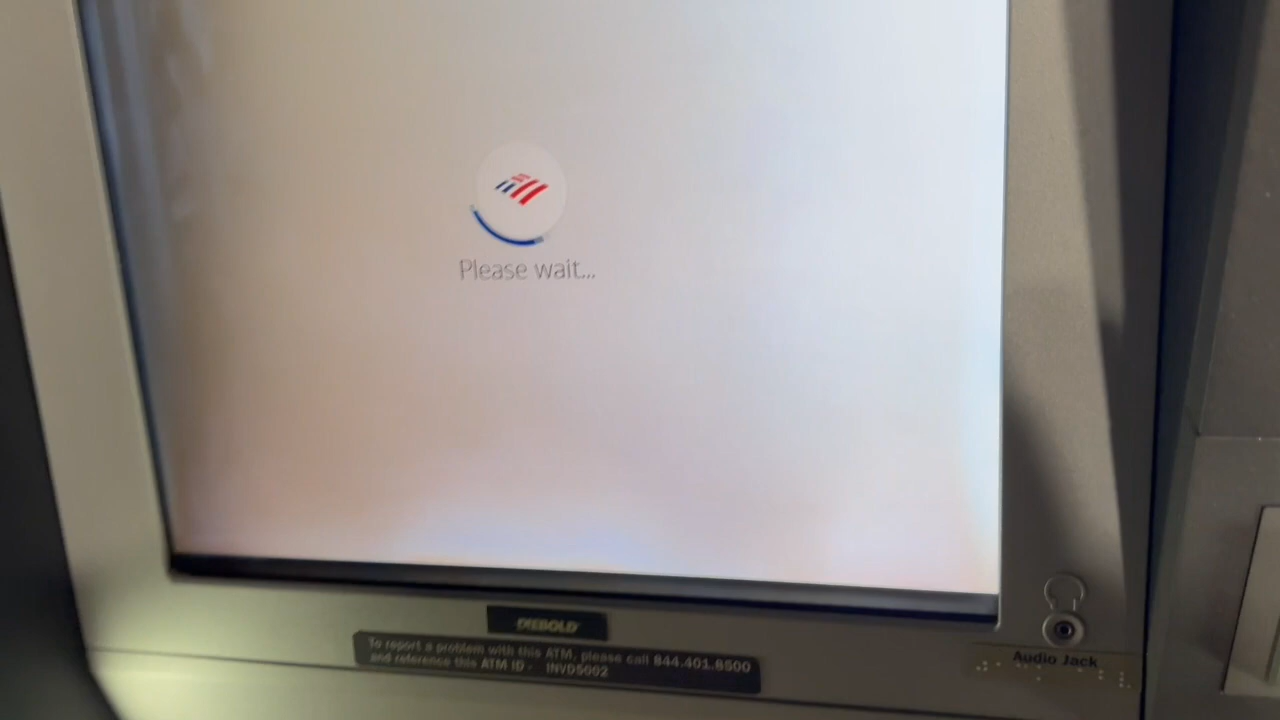 Please wait...
DIEBOLD
To report a problem with this ATM, please call 844.401.8500
and reference this ATM ID - INVD5002
Audio Jack